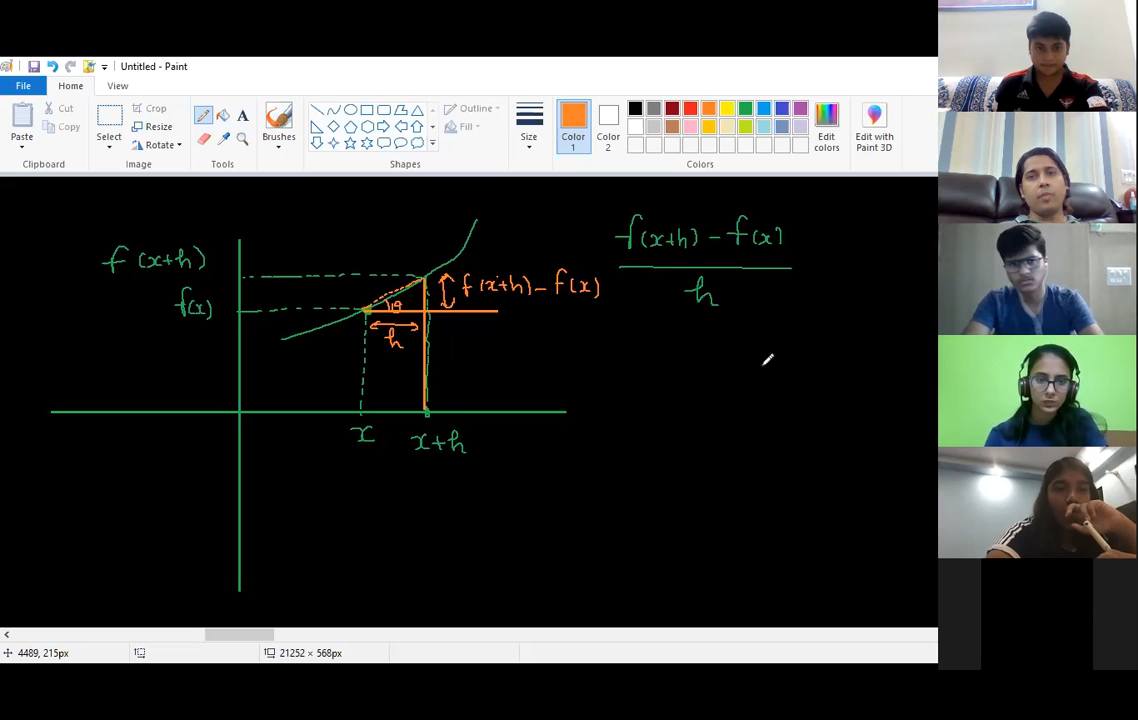 Untitled - Paint
File Home View
Paste
Cut
Copy
Clipboard
Select
Crop
Resize
Rotate
Image
A
Tools
Brushes
Outline
Fill
Shapes
Size
Color 1
Color 2
Colors
Edit colors
Edit with Paint 3D
f(x+h)
f(x)
θ
h
f(x+h) - f(x)
x
x+h
f(x+h) - f(x)
h
4489, 215px
21252 × 568px